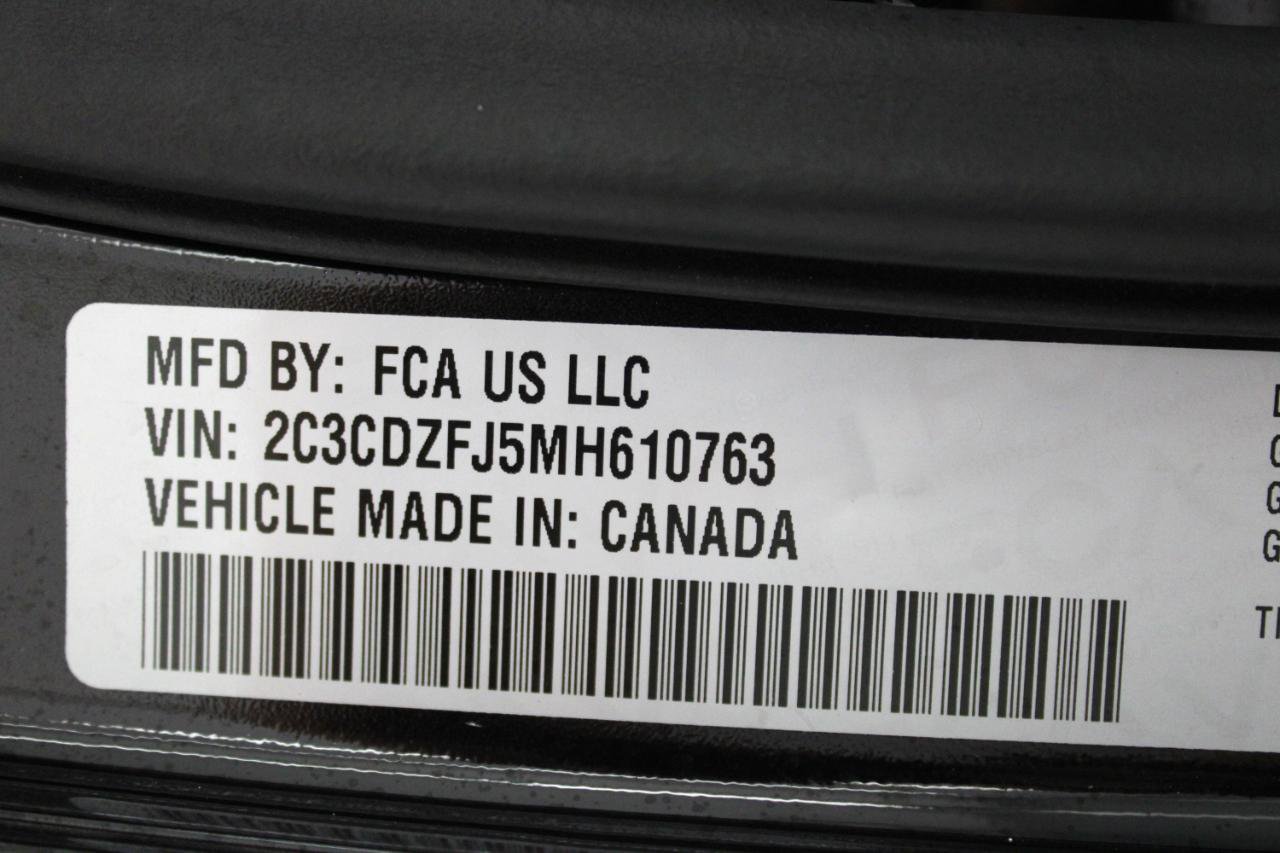 MFD BY: FCA US LLC
VIN: 2C3CDZFJ5MH610763
VEHICLE MADE IN: CANADA